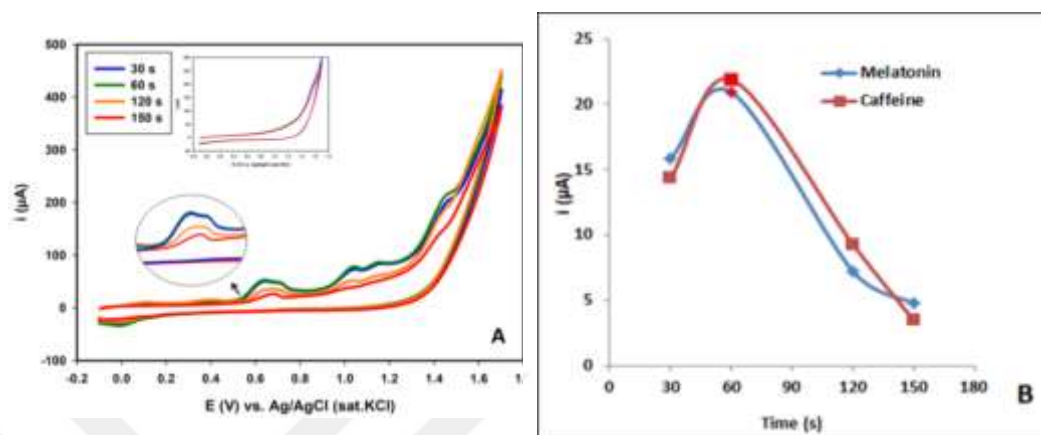 500
400
300
200
100
0
-100
i (µA)
30 s
60 s
120 s
150 s
A
-0.2 0.0 0.2 0.4 0.6 0.8 1.0 1.2 1.4 1.6
E (V) vs. Ag/AgCl (sat.KCl)
25
20
15
10
5
0
i (µA)
Melatonin
Caffeine
0 30 60 90 120 150 180
Time (s)
B